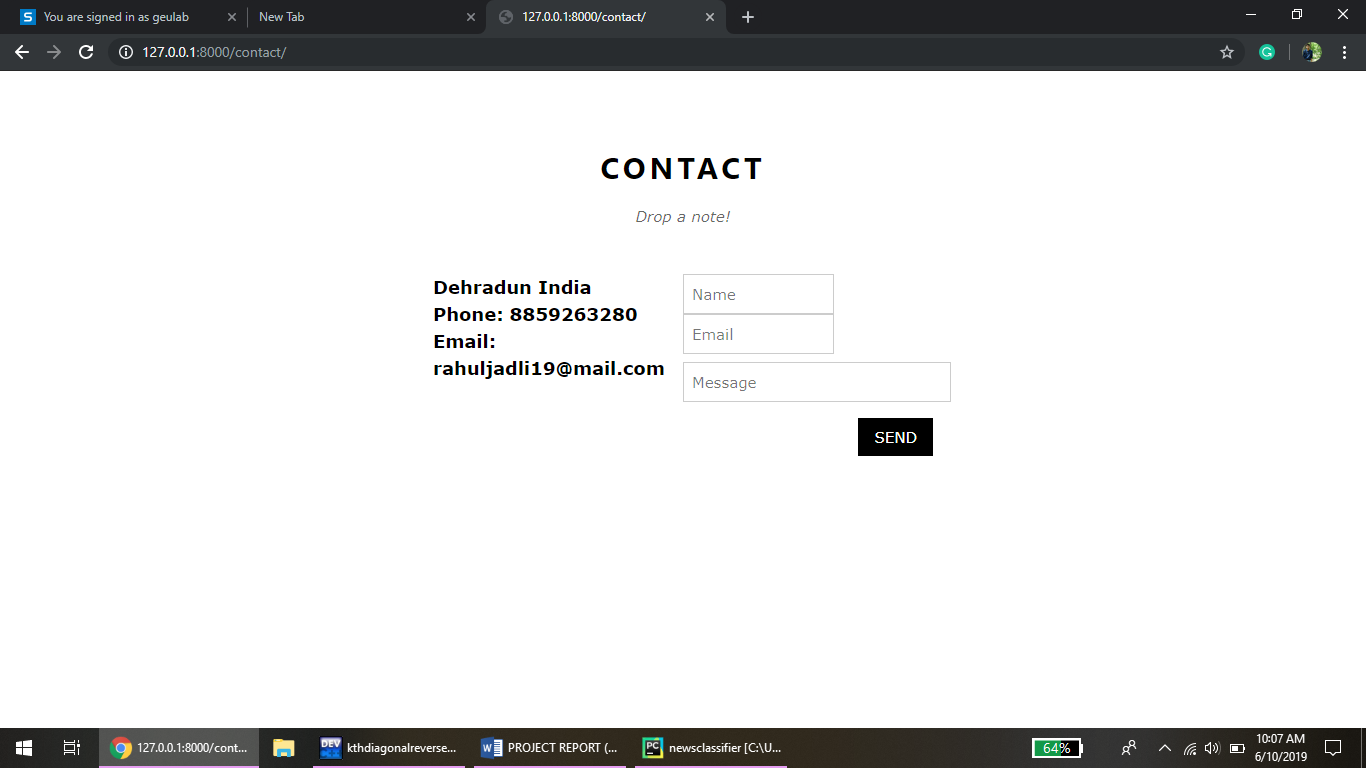 You are signed in as geulab
New Tab
127.0.0.1:8000/contact/
127.0.0.1:8000/contact/
CONTACT
Drop a note!
Dehradun India
Phone: 8859263280
Email:
rahuljadli19@mail.com
Name
Email
Message
SEND
127.0.0.1:8000/cont...
kthdiagonalreverse...
PROJECT REPORT (...
newsclassifier [C:\U...
64%
10:07 AM
6/10/2019